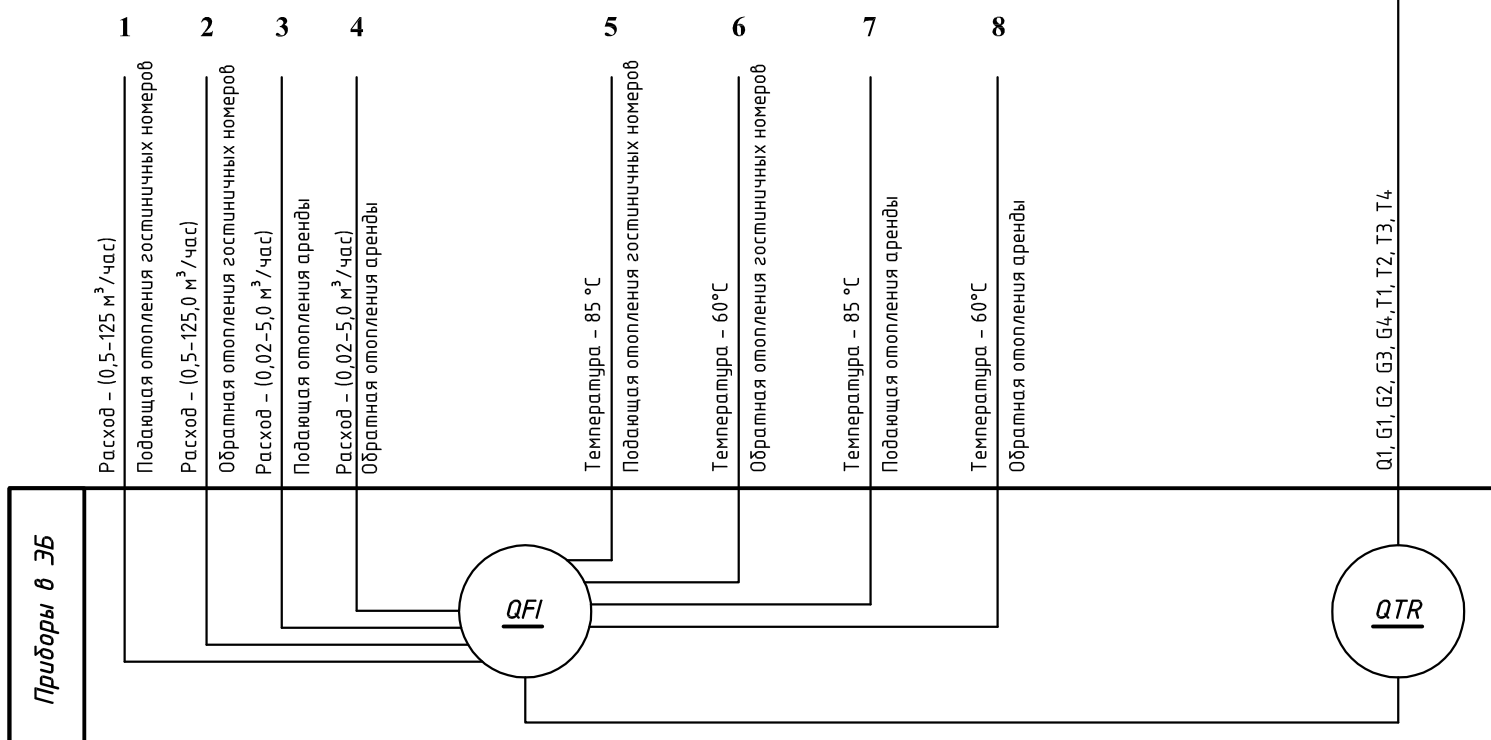 1
2
3
4
5
6
7
8
Расход - (0,5-125 м³/час)
Подающая отопления гостиничных номеров
Расход - (0,5-125,0 м³/час)
Обратная отопления гостиничных номеров
Расход - (0,02-5,0 м³/час)
Подающая отопления аренды
Расход - (0,02-5,0 м³/час)
Обратная отопления аренды
Температура - 85 °C
Подающая отопления гостиничных номеров
Температура - 60°C
Обратная отопления гостиничных номеров
Температура - 85 °C
Подающая отопления аренды
Температура - 60°C
Обратная отопления аренды
Q1, G1, G2, G3, G4, T1, T2, T3, T4
Приборы в ЭБ
QFI
QTR